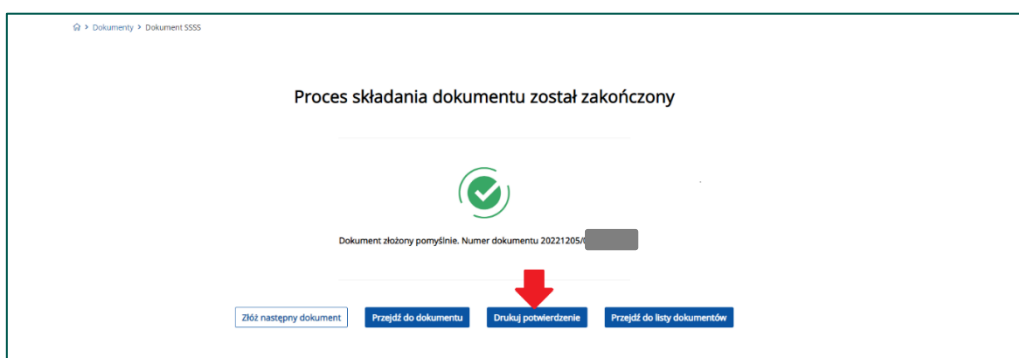 > Dokumenty > Dokument SSSS
Proces składania dokumentu został zakończony
Dokument złożony pomyślnie. Numer dokumentu 20221205/
Złóż następny dokument Przejdź do dokumentu Drukuj potwierdzenie Przejdź do listy dokumentów